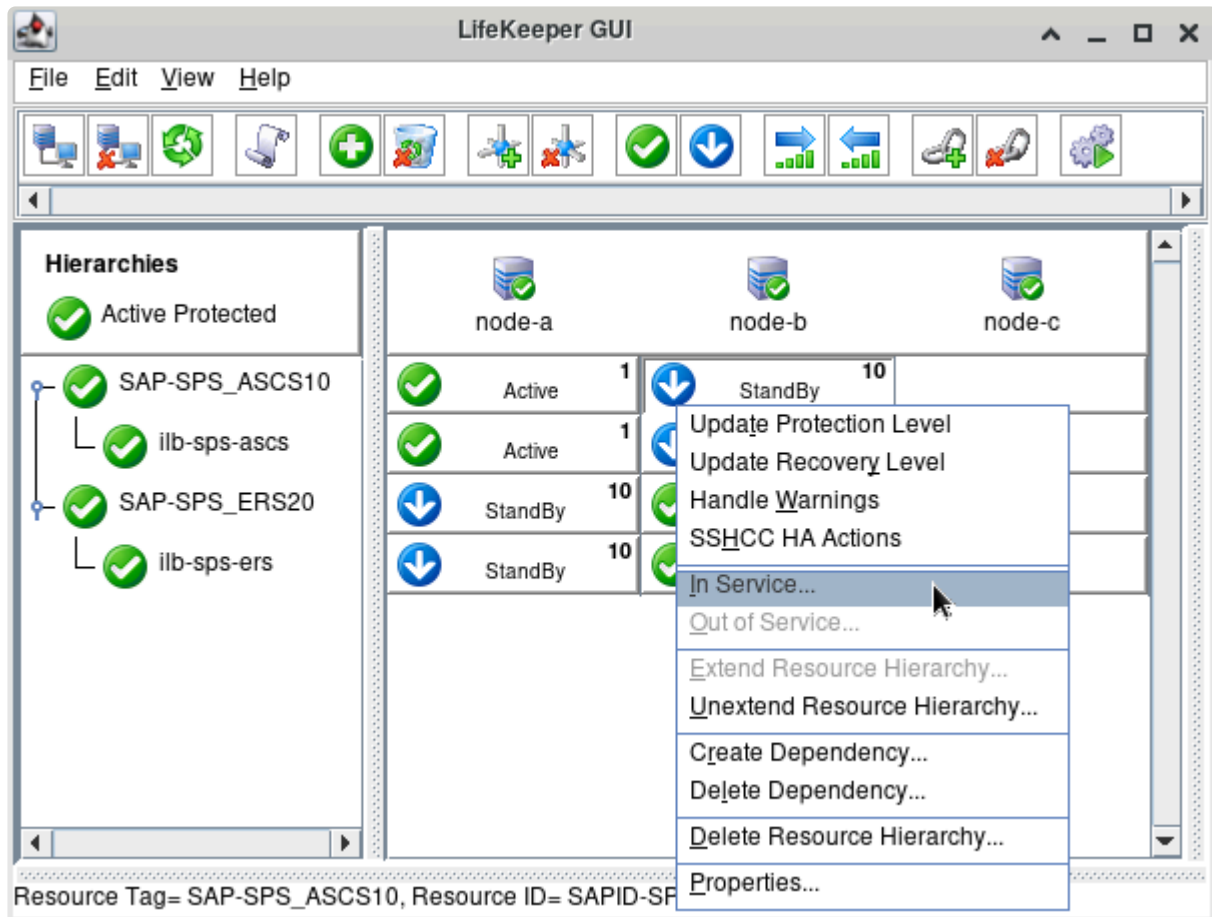 LifeKeeper GUI
File Edit View Help
Hierarchies
Active Protected
node-a node-b node-c
SAP-SPS_ASCS10 Active 1 StandBy 10
ilb-sps-ascs Active 1
SAP-SPS_ERS20 StandBy 10
ilb-sps-ers StandBy 10
Update Protection Level
Update Recovery Level
Handle Warnings
SSHCC HA Actions
In Service...
Out of Service...
Extend Resource Hierarchy...
Unextend Resource Hierarchy...
Create Dependency...
Delete Dependency...
Delete Resource Hierarchy...
Properties...
Resource Tag= SAP-SPS_ASCS10, Resource ID= SAPID-SP